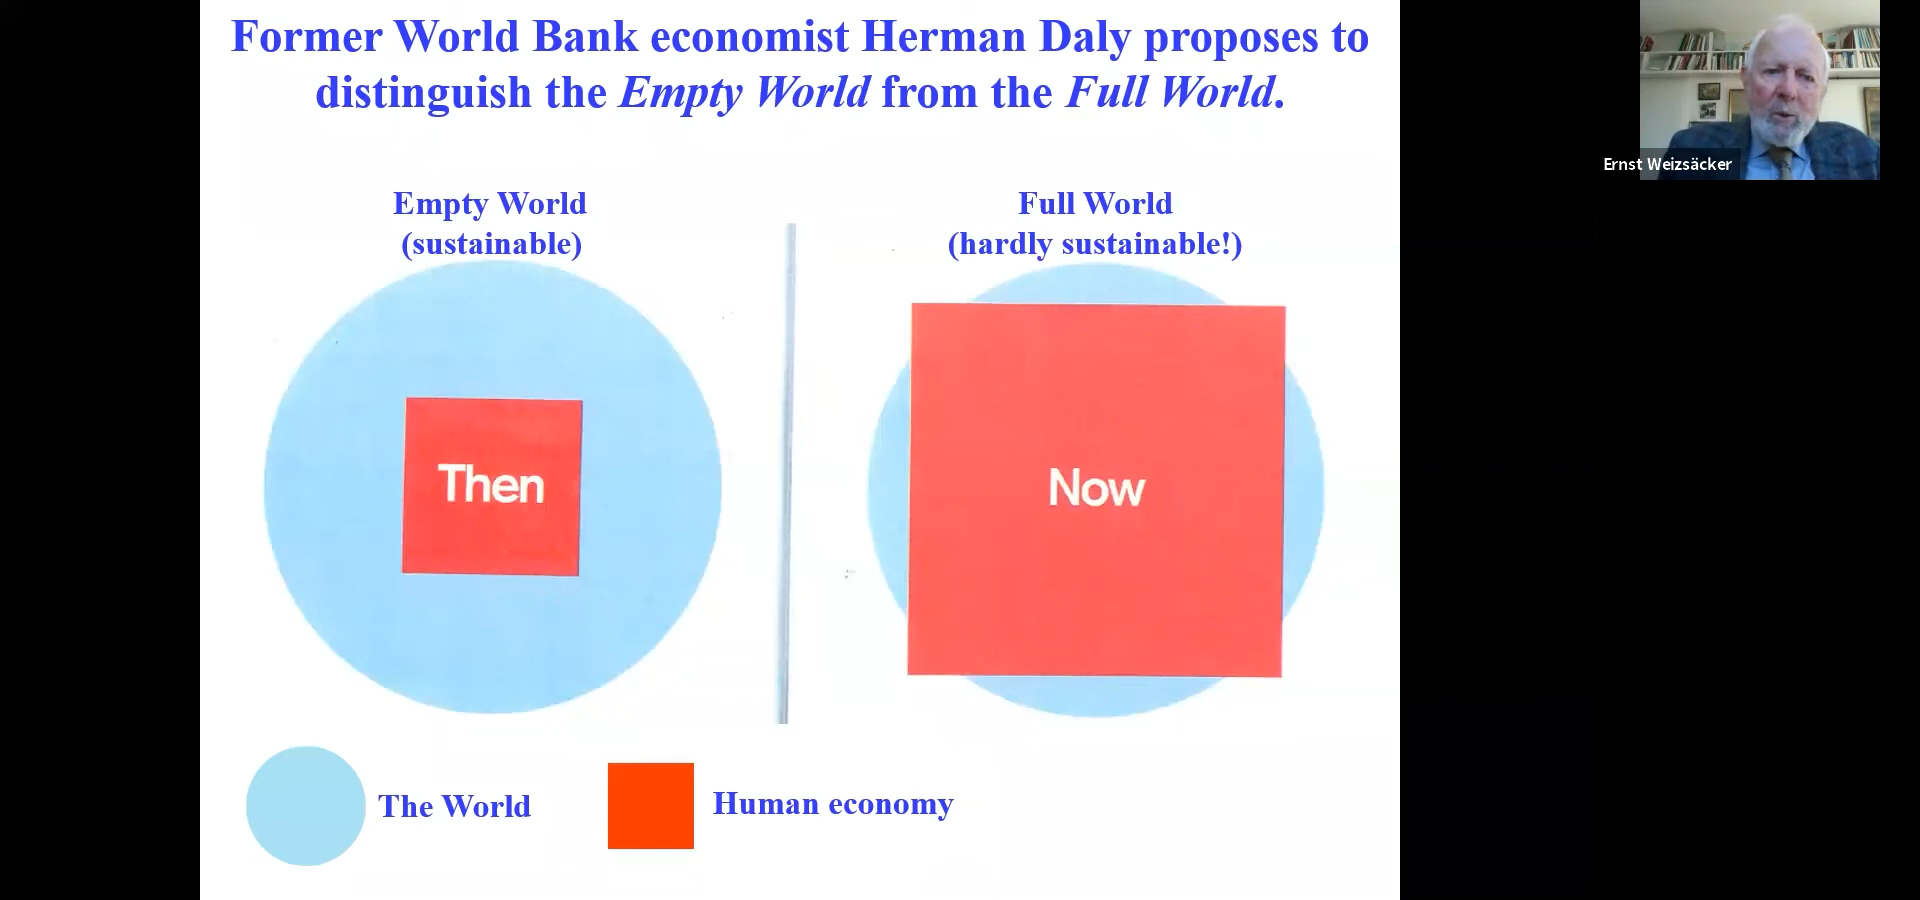 Former World Bank economist Herman Daly proposes to
distinguish the Empty World from the Full World.
Ernst Weizsäcker
Empty World
(sustainable)
Full World
(hardly sustainable!)
Then
Now
The World
Human economy